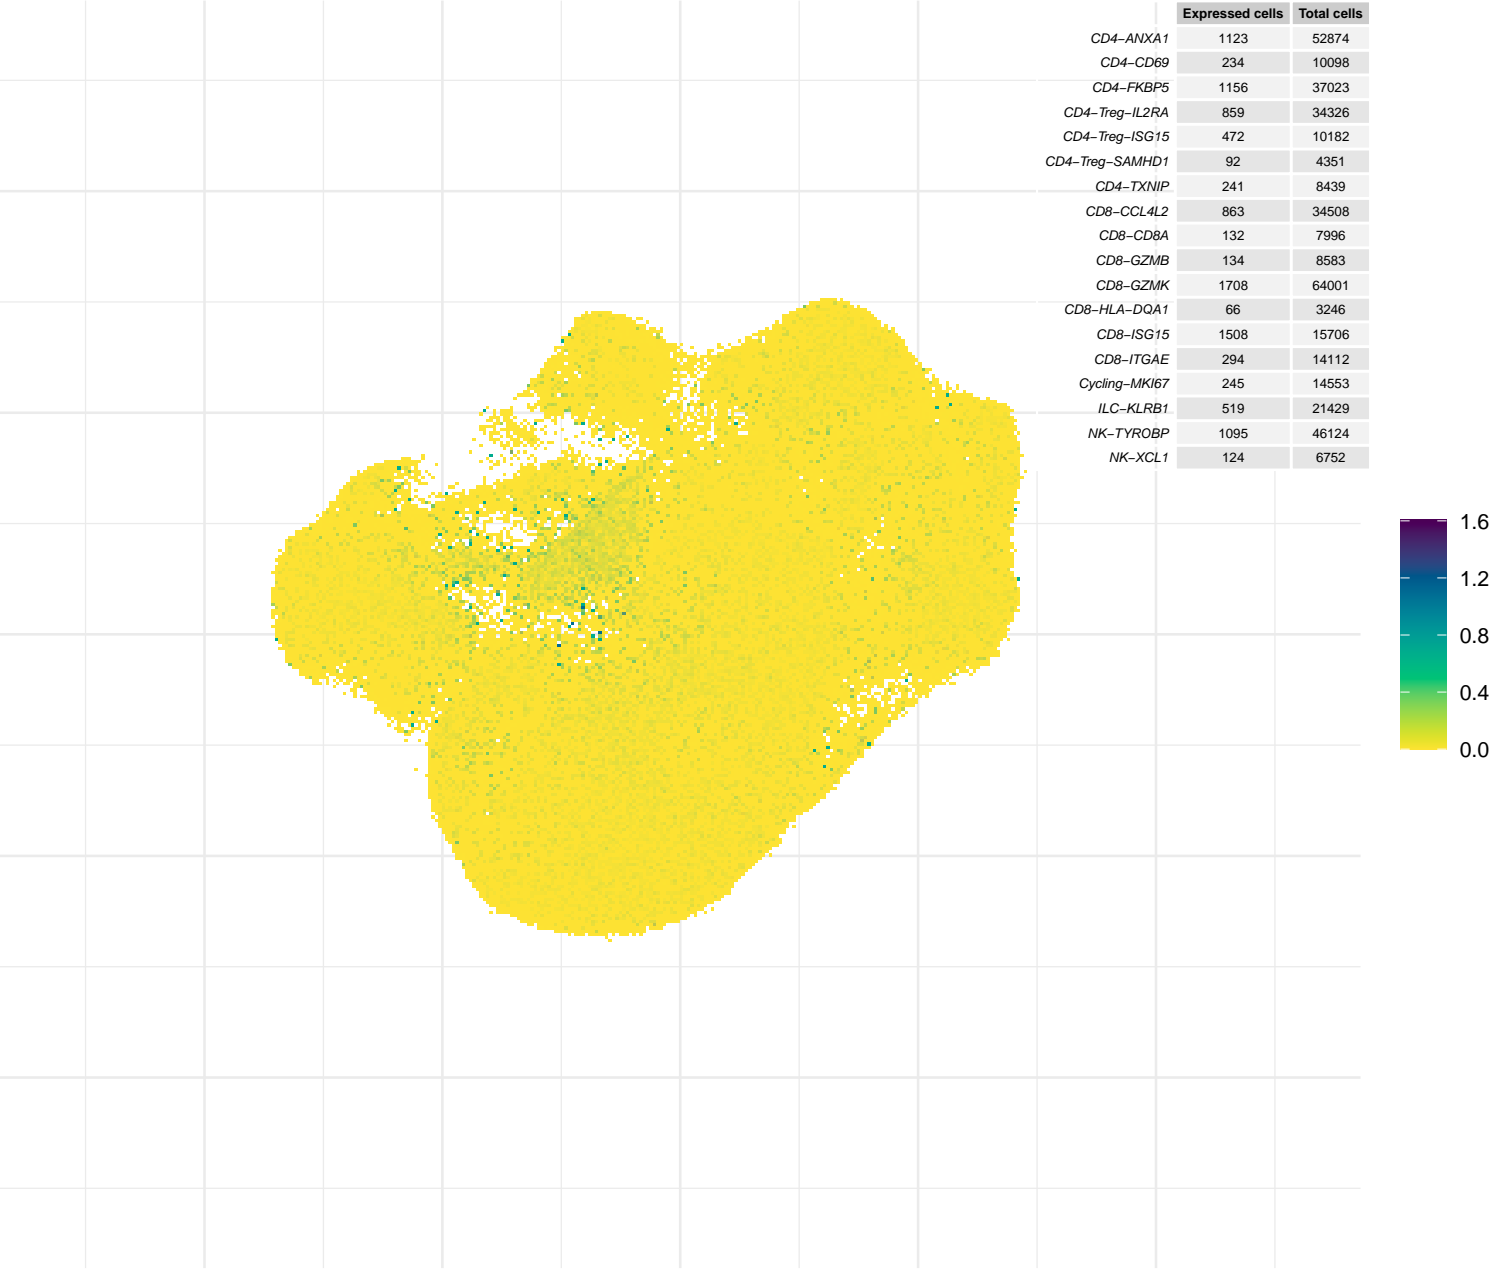 Expressed cells Total cells
CD4−ANXA1 1123 52874
CD4−CD69 234 10098
CD4−FKBP5 1156 37023
CD4−Treg−IL2RA 859 34326
CD4−Treg−ISG15 472 10182
CD4−Treg−SAMHD1 92 4351
CD4−TXNIP 241 8439
CD8−CCL4L2 863 34508
CD8−CD8A 132 7996
CD8−GZMB 134 8583
CD8−GZMK 1708 64001
CD8−HLA−DQA1 66 3246
CD8−ISG15 1508 15706
CD8−ITGAE 294 14112
Cycling−MKI67 245 14553
ILC−KLRB1 519 21429
NK−TYROBP 1095 46124
NK−XCL1 124 6752
1.6
1.2
0.8
0.4
0.0